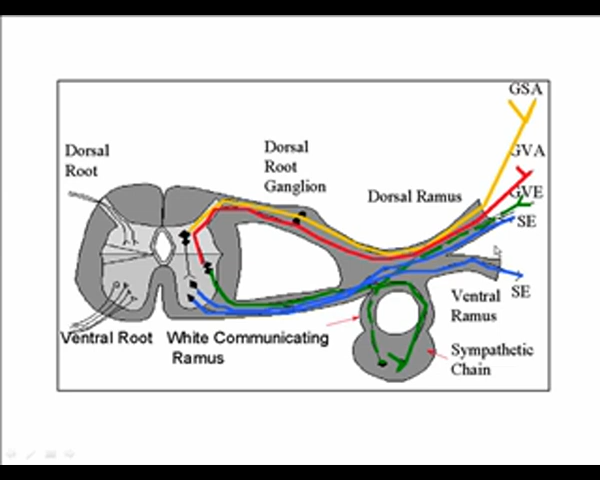 GSA
Dorsal
Root
Dorsal
Root
Ganglion
GVA
Dorsal Ramus
GVE
SE
SE
Ventral
Ramus
Ventral Root
White Communicating
Ramus
Sympathetic
Chain